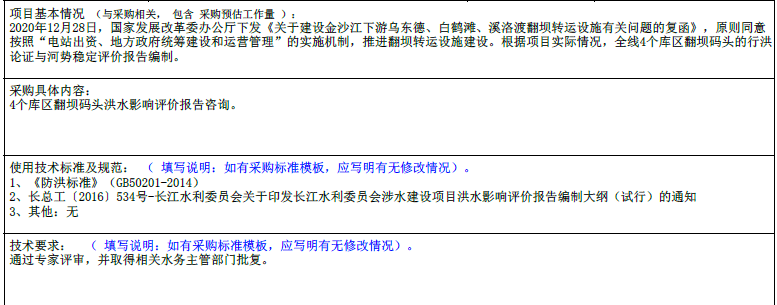 项目基本情况（与采购相关， 包含 采购预估工作量 ）：
2020年12月28日，国家发展改革委办公厅下发《关于建设金沙江下游乌东德、白鹤滩、溪洛渡翻坝转运设施有关问题的复函》，原则同意
按照“电站出资、地方政府统筹建设和运营管理”的实施机制，推进翻坝转运设施建设。根据项目实际情况，全线4个库区翻坝码头的行洪
论证与河势稳定评价报告编制。
采购具体内容：
4个库区翻坝码头洪水影响评价报告咨询。
使用技术标准及规范： （ 填写说明：如有采购标准模板，应写明有无修改情况）。
1、《防洪标准》（GB50201-2014）
2、长总工〔2016〕534号-长江水利委员会关于印发长江水利委员会涉水建设项目洪水影响评价报告编制大纲（试行）的通知
3、其他：无
技术要求： （ 填写说明：如有采购标准模板，应写明有无修改情况）。
通过专家评审，并取得相关水务主管部门批复。